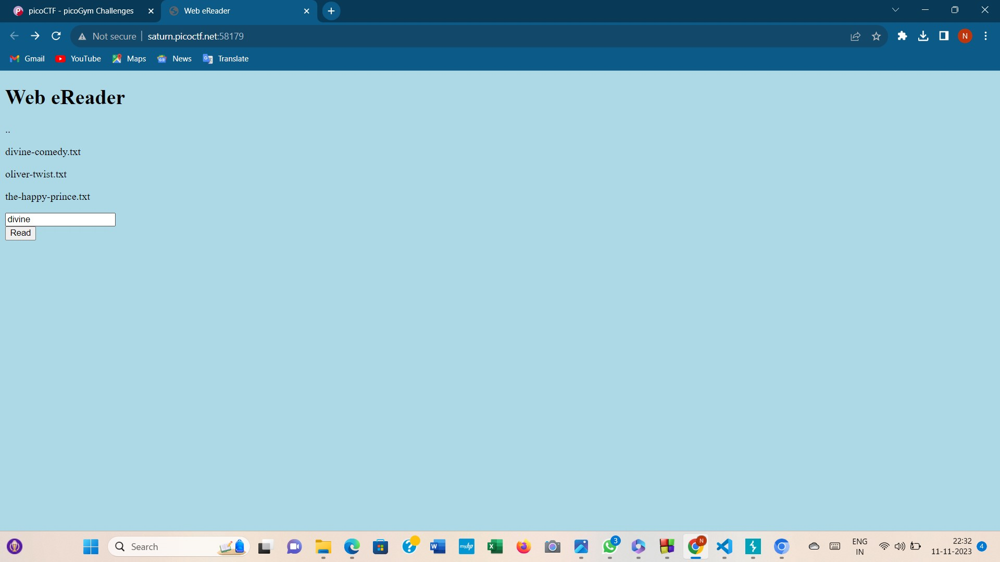 picoCTF - picoGym Challenges
Web eReader
Not secure
saturn.picoctf.net:58179
N
Gmail
YouTube
Maps
News
Translate
Web eReader
..
divine-comedy.txt
oliver-twist.txt
the-happy-prince.txt
divine
Read
Search
myhp
3
N
ENG
IN
22:32
11-11-2023
4